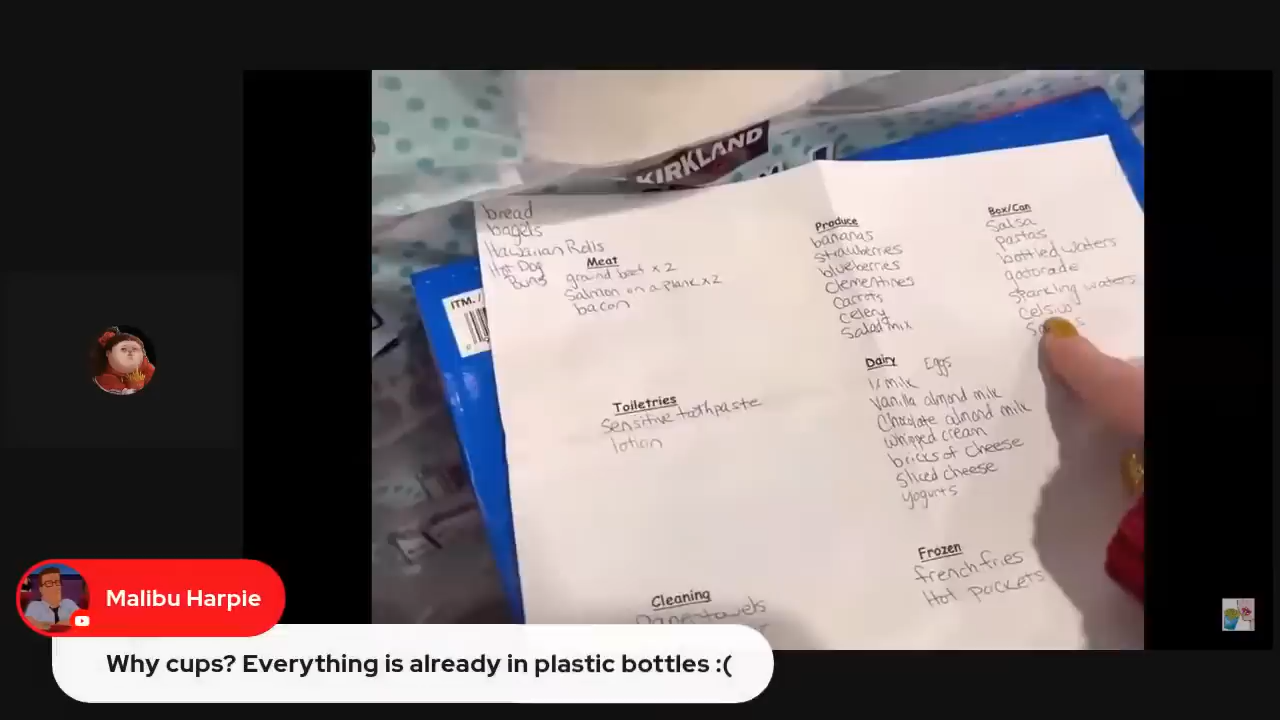 KIRKLAND
bread
bagels
Hawaiian Rolls
Hot Dog
Buns
ITM. /
Meat
ground beef x 2
Salmon on a plank x 2
bacon
Toiletries
Sensitive toothpaste
lotion
Cleaning
Paper towels
Produce
bananas
strawberries
blueberries
Clementines
Carrots
Celery
Salad mix
Dairy Eggs
1% milk
Vanilla almond milk
Chocolate almond milk
whipped cream
bricks of cheese
sliced cheese
yogurts
Frozen
french fries
Hot pockets
Box/Can
Salsa
pastas
bottled waters
gatorade
sparkling waters
Celsius
Malibu Harpie
Why cups? Everything is already in plastic bottles :(